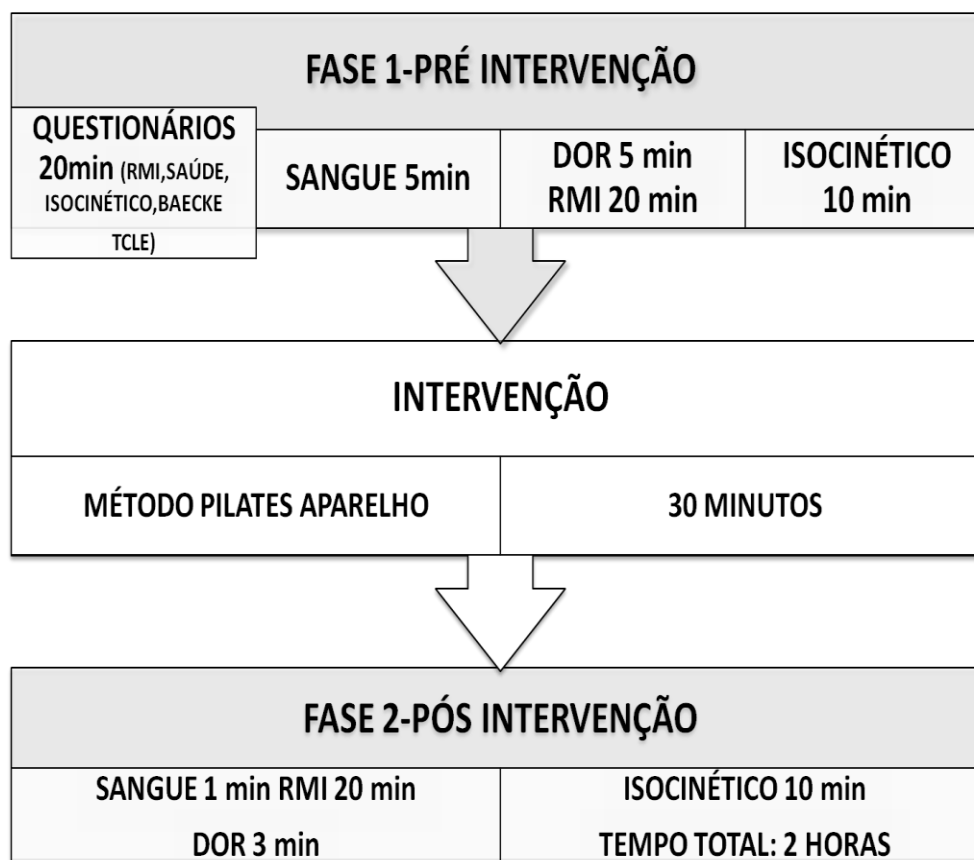 FASE 1-PRÉ INTERVENÇÃO
QUESTIONÁRIOS
20min (RMI,SAÚDE,
ISOCINÉTICO,BAECKE
TCLE)
SANGUE 5min
DOR 5 min
RMI 20 min
ISOCINÉTICO
10 min
INTERVENÇÃO
MÉTODO PILATES APARELHO
30 MINUTOS
FASE 2-PÓS INTERVENÇÃO
SANGUE 1 min RMI 20 min
DOR 3 min
ISOCINÉTICO 10 min
TEMPO TOTAL: 2 HORAS